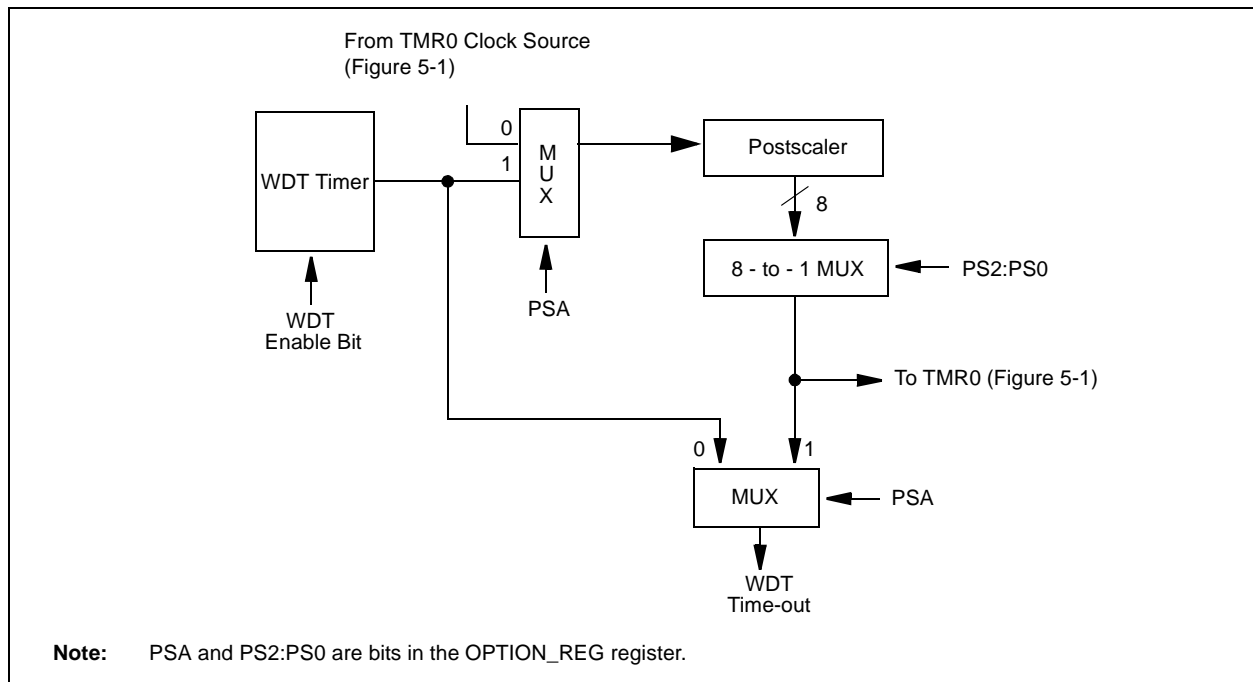 From TMR0 Clock Source
(Figure 5-1)
0
1
M
U
X
WDT Timer
Postscaler
8
8 - to - 1 MUX
PS2:PS0
PSA
WDT
Enable Bit
To TMR0 (Figure 5-1)
0
1
MUX
PSA
WDT
Time-out
Note: PSA and PS2:PS0 are bits in the OPTION_REG register.